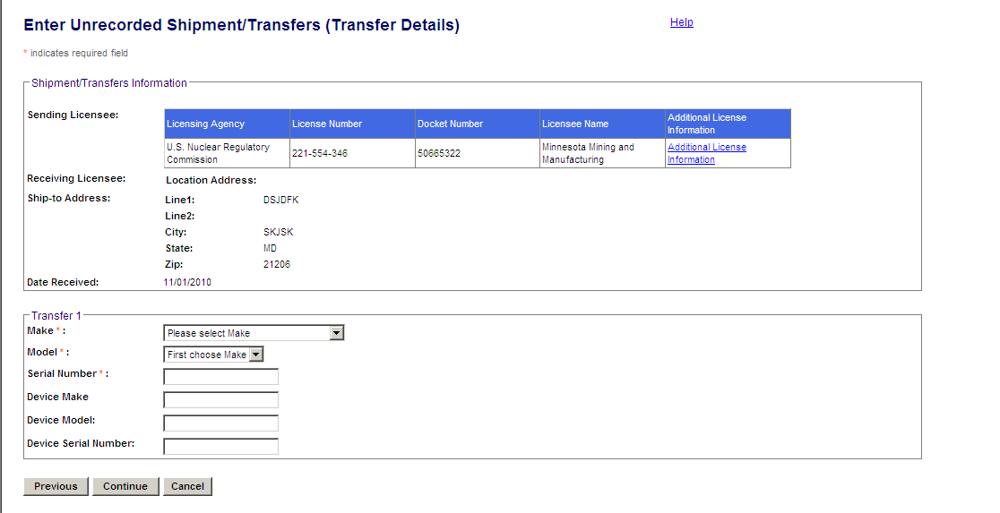 Enter Unrecorded Shipment/Transfers (Transfer Details)
Help
* indicates required field
Shipment/Transfers Information
Sending Licensee:
Licensing Agency License Number Docket Number Licensee Name Additional License
Information
U.S. Nuclear Regulatory
Commission 221-554-346 50665322 Minnesota Mining and
Manufacturing Additional License
Information
Receiving Licensee: Location Address:
Ship-to Address: Line1: DSJDFK
Line2:
City: SKJSK
State: MD
Zip: 21206
Date Received: 11/01/2010
Transfer 1
Make * : Please select Make
Model * : First choose Make
Serial Number * :
Device Make
Device Model:
Device Serial Number:
Previous Continue Cancel